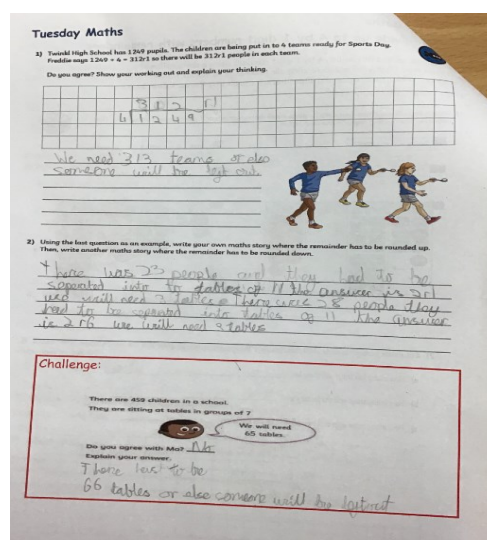 Tuesday Maths
1) Twinkl High School has 1249 pupils. The children are being put in to 4 teams ready for Sports Day.
Freddie says 1249 ÷ 4 = 312r1 so there will be 312r1 people in each team.
Do you agree? Show your working out and explain your thinking.
3 1 2 r1
4 1 2 4 9
We need 313 teams or also
someone will be left out.
2) Using the last question as an example, write your own maths story where the remainder has to be rounded up.
Then, write another maths story where the remainder has to be rounded down.
There was 23 people and they had to be
separated into to tables of 11 the answer is 2r1
will need 3 tables. There were 28 people they
had to be seperated into tables of 11 the answer
is 2r6 we will need tables
Challenge:
There are 459 children in a school.
They are sitting at tables in groups of 7
We will need
65 tables.
Do you agree with Mo? No
Explain your answer.
There has to be
66 tables or also someone will be left out